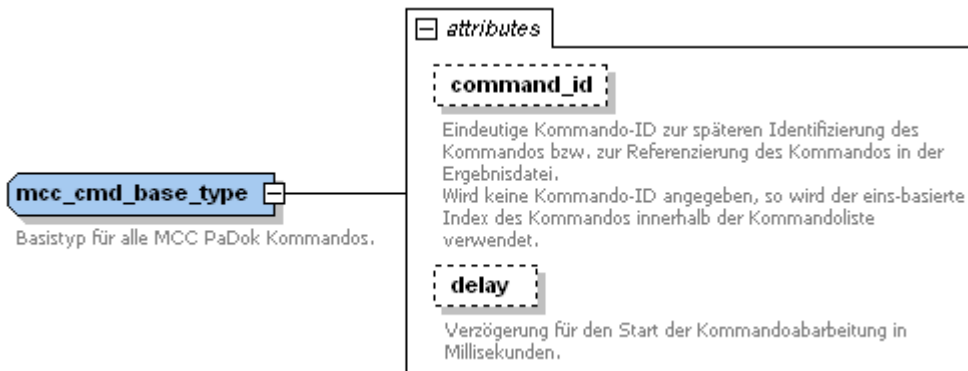 attributes
command_id
Eindeutige Kommando-ID zur späteren Identifizierung des
Kommandos bzw. zur Referenzierung des Kommandos in der
Ergebnisdatei.
Wird keine Kommando-ID angegeben, so wird der eins-basierte
Index des Kommandos innerhalb der Kommandoliste
verwendet.
mcc_cmd_base_type
Basistyp für alle MCC PaDok Kommandos.
delay
Verzögerung für den Start der Kommandoabarbeitung in
Millisekunden.